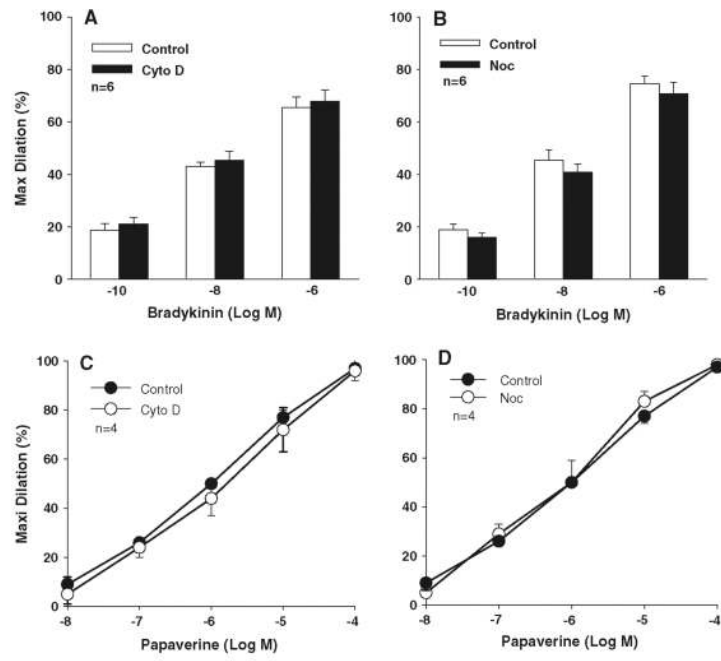 A
Control
Cyto D
n=6
Max Dilation (%)
80
60
40
20
0
-10
-8
-6
Bradykinin (Log M)
B
Control
Noc
n=6
80
60
40
20
0
-10
-8
-6
Bradykinin (Log M)
C
Control
Cyto D
n=4
Maxi Dilation (%)
100
80
60
40
20
0
-8
-7
-6
-5
-4
Papaverine (Log M)
D
Control
Noc
n=4
100
80
60
40
20
0
-8
-7
-6
-5
-4
Papaverine (Log M)